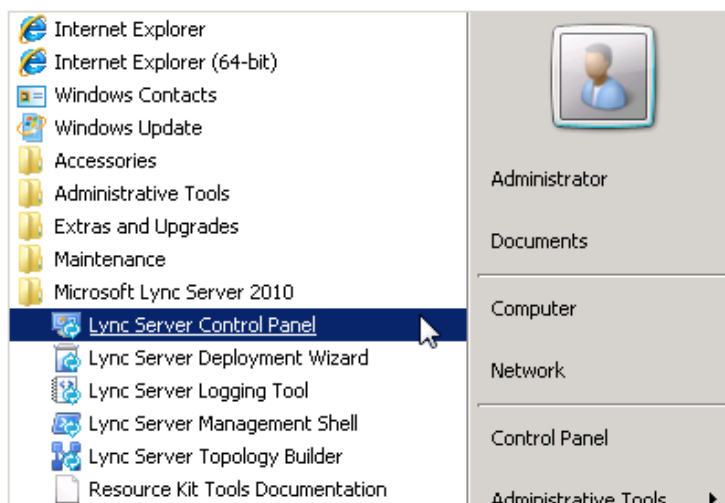 Internet Explorer
Internet Explorer (64-bit)
Windows Contacts
Windows Update
Accessories
Administrative Tools
Extras and Upgrades
Maintenance
Microsoft Lync Server 2010
Lync Server Control Panel
Lync Server Deployment Wizard
Lync Server Logging Tool
Lync Server Management Shell
Lync Server Topology Builder
Resource Kit Tools Documentation
Administrator
Documents
Computer
Network
Control Panel
Administrative Tools